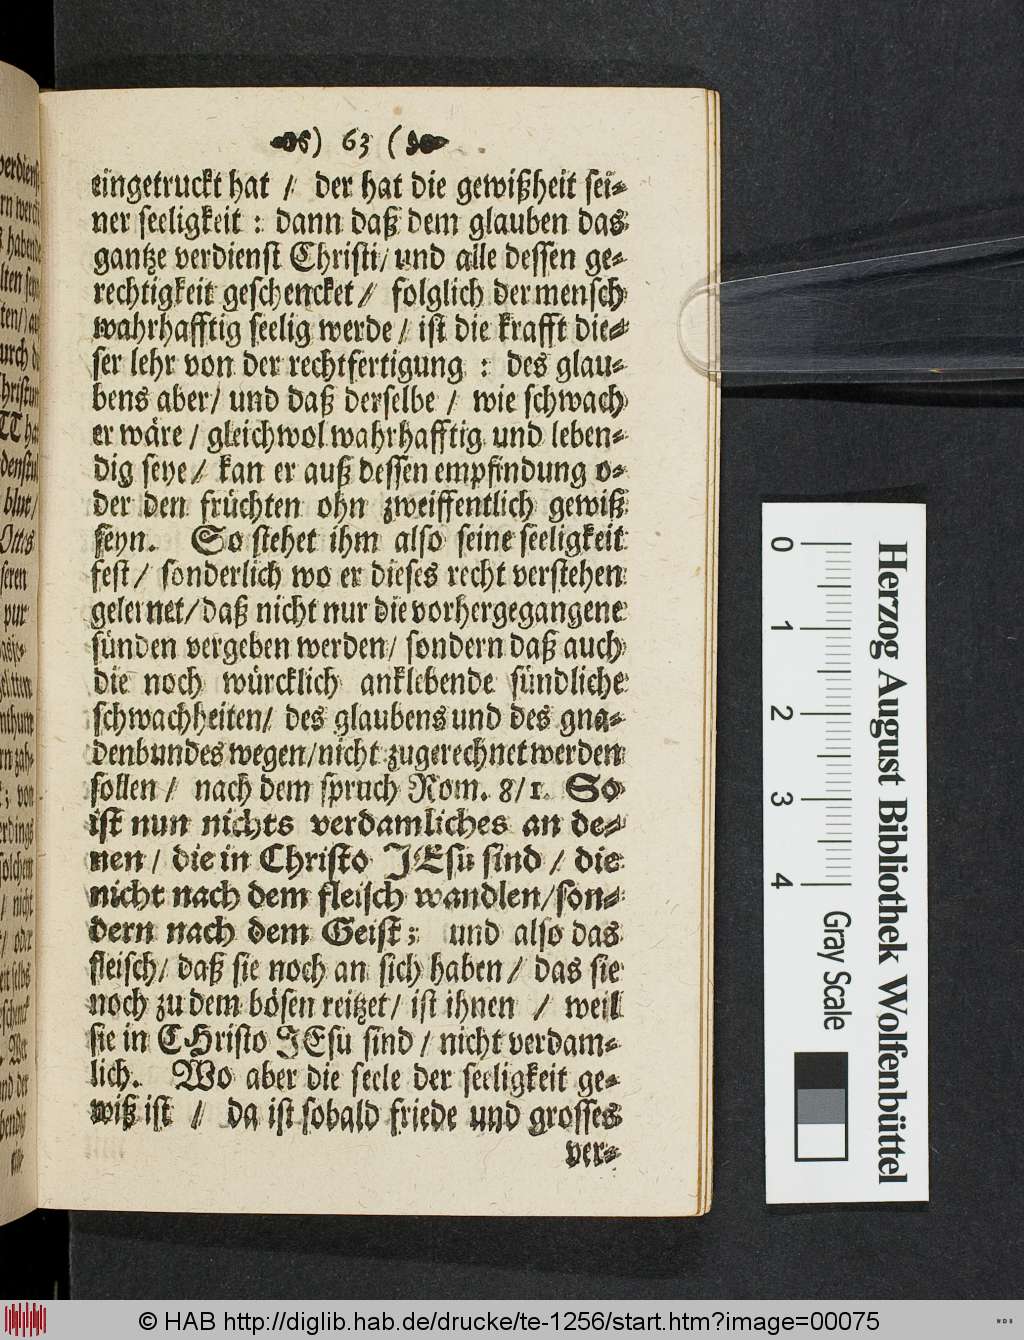 ) 63 (
eingetruckt hat / der hat die gewißheit sei-
ner seeligkeit : dann daß dem glauben das
gantze verdienst Christi / und alle dessen ge-
rechtigkeit geschencket / folglich der mensch
wahrhafftig seelig werde / ist die krafft die-
ser lehr von der rechtfertigung : des glau-
bens aber / und daß derselbe / wie schwach
er wäre / gleichwol wahrhafftig und leben-
dig seye / kan er auß dessen empfindung o-
der den früchten ohn zweiffentlich gewiß
seyn. So stehet ihm also seine seeligkeit
fest / sonderlich wo er dieses recht verstehen
gelernet / daß nicht nur die vorhergegangene
sünden vergeben werden / sondern daß auch
die noch würcklich anklebende sündliche
schwachheiten / des glaubens und des gna-
denbundes wegen / nicht zugerechnet werden
sollen / nach dem spruch Rom. 8/1. So
ist nun nichts verdamliches an de-
nen / die in Christo JEsu sind / die
nicht nach dem fleisch wandlen / son-
dern nach dem Geist; und also das
fleisch / daß sie noch an sich haben / das sie
noch zu dem bösen reitzet / ist ihnen / weil
sie in CHristo JEsu sind / nicht verdam-
lich. Wo aber die seele der seeligkeit ge-
wiß ist / da ist sobald friede und grosses
ver-
Herzog August Bibliothek Wolfenbüttel
0 1 2 3 4
Gray Scale
© HAB http://diglib.hab.de/drucke/te-1256/start.htm?image=00075